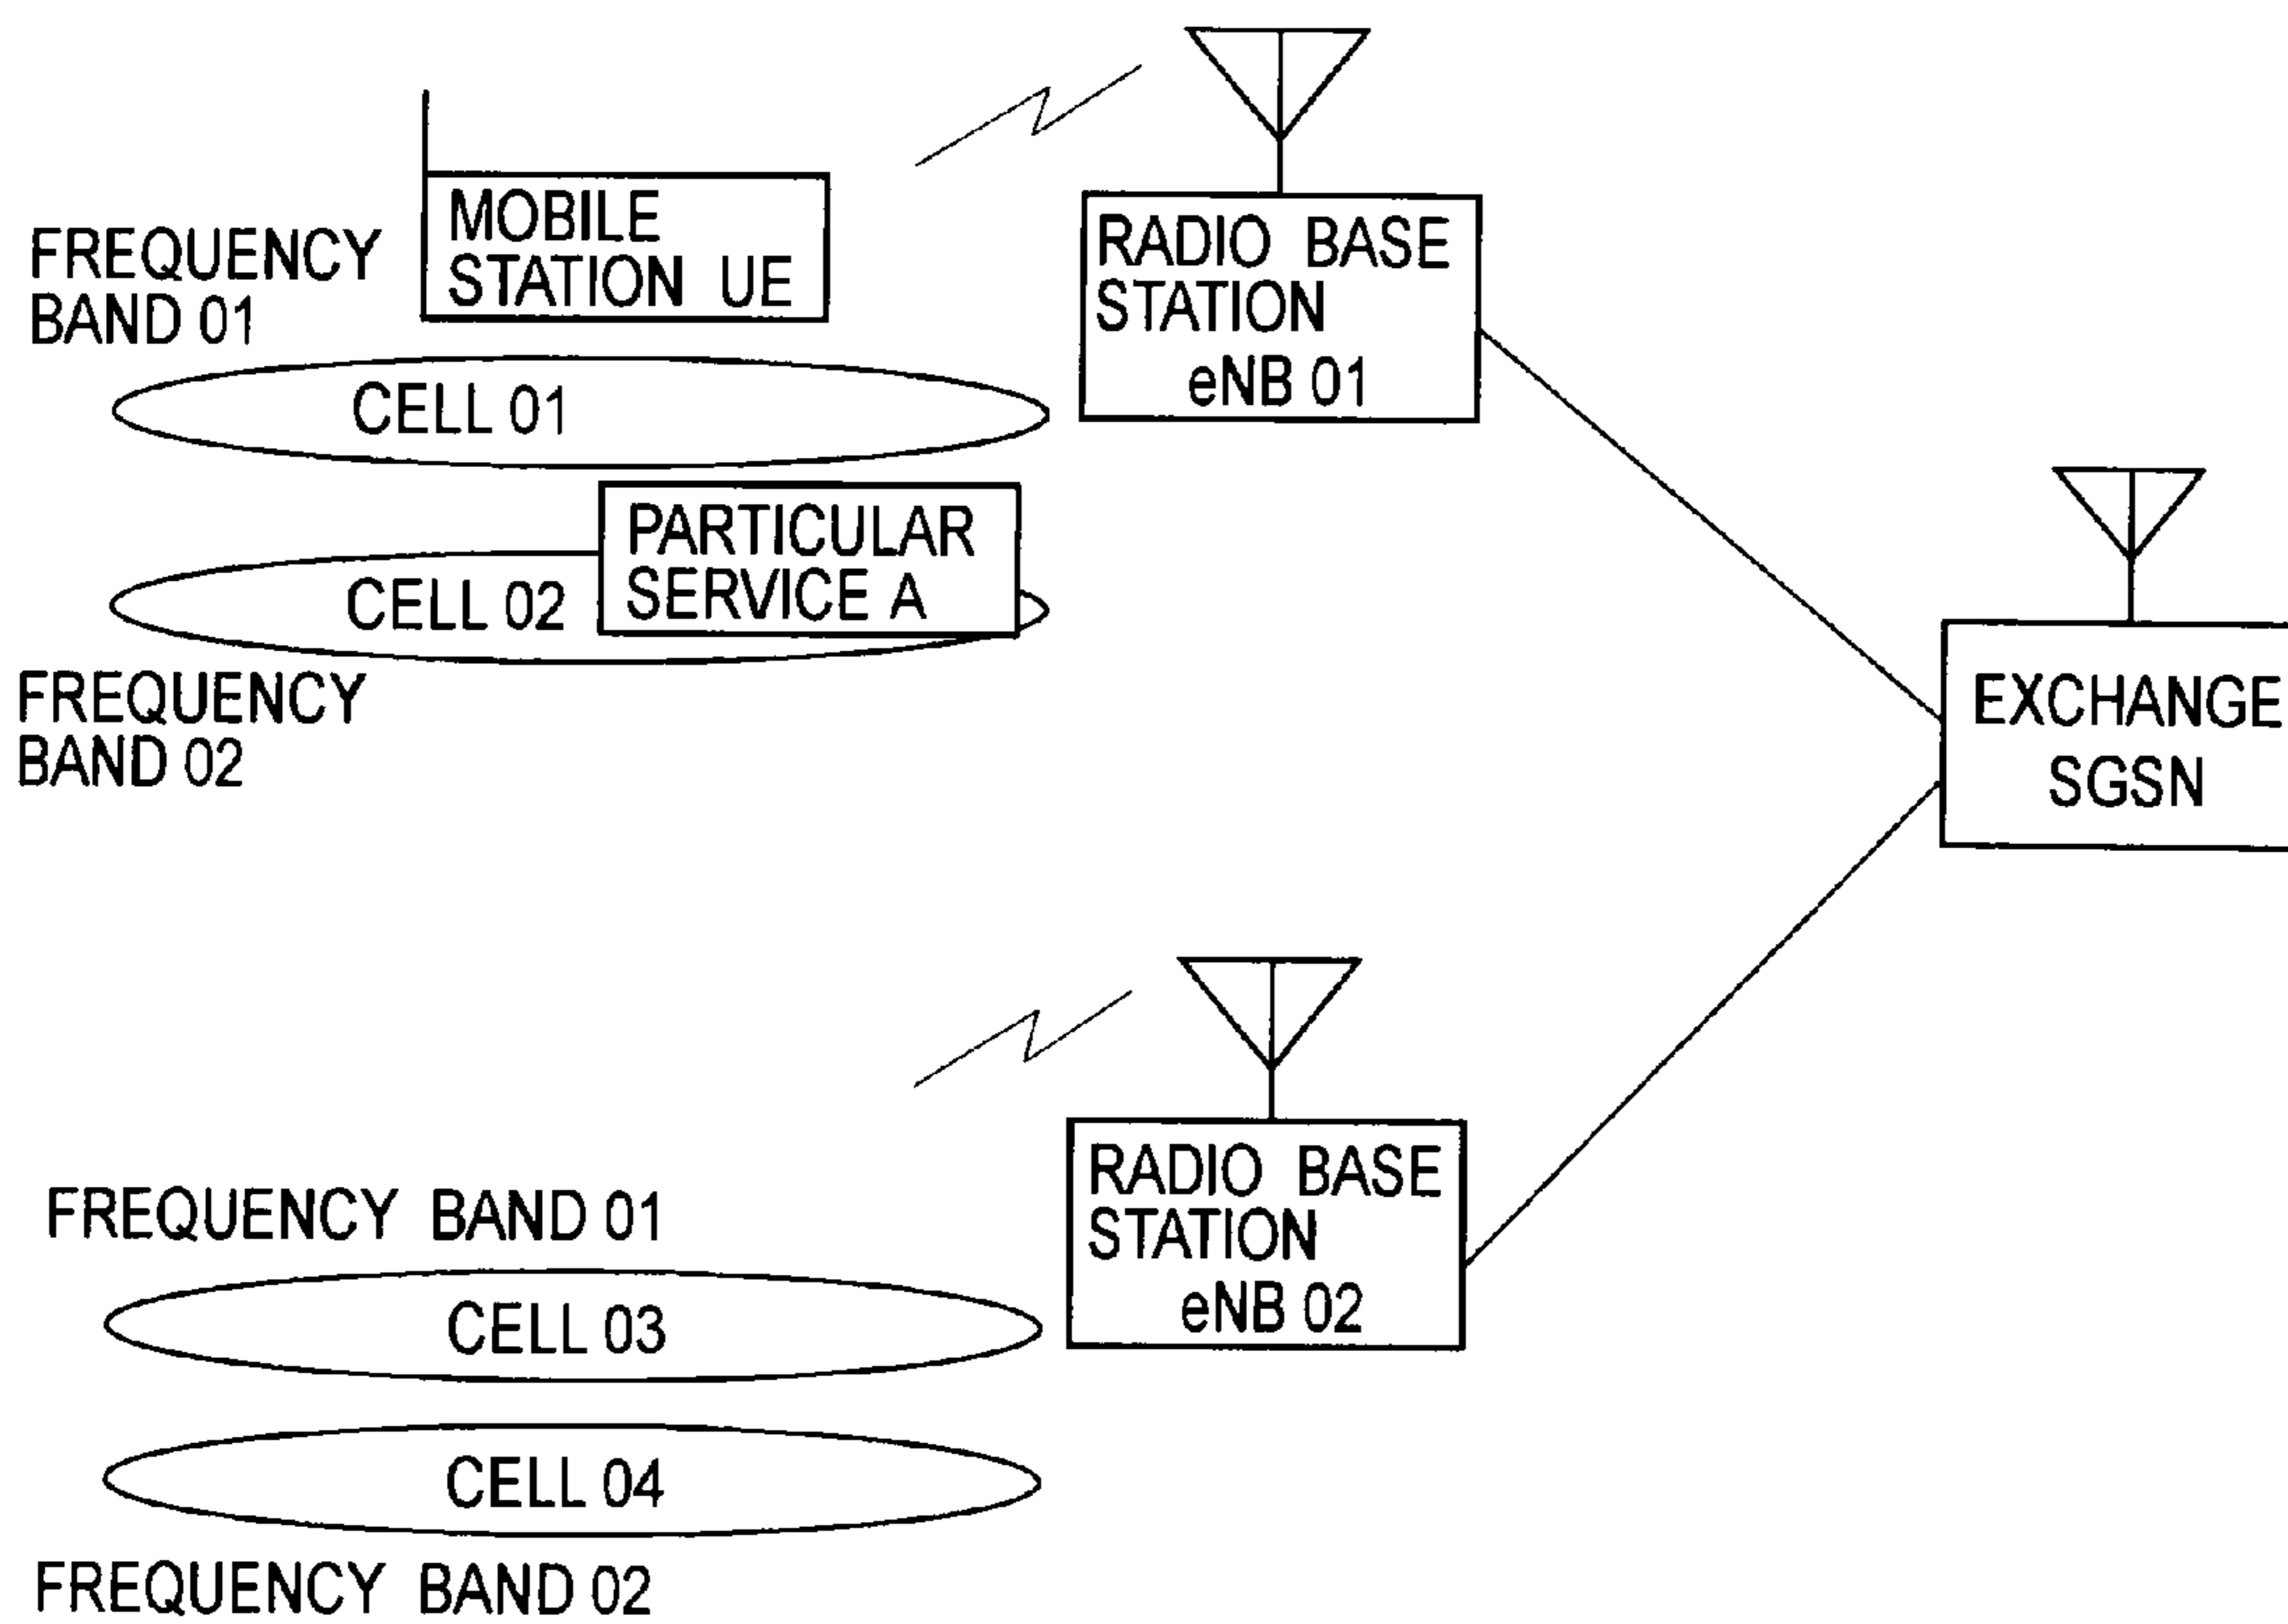 MOBILE
STATION UE
FREQUENCY
BAND 01
RADIO BASE
STATION
eNB 01
CELL 01
PARTICULAR
SERVICE A
CELL 02
FREQUENCY
BAND 02
EXCHANGE
SGSN
RADIO BASE
STATION
eNB 02
FREQUENCY BAND 01
CELL 03
CELL 04
FREQUENCY BAND 02